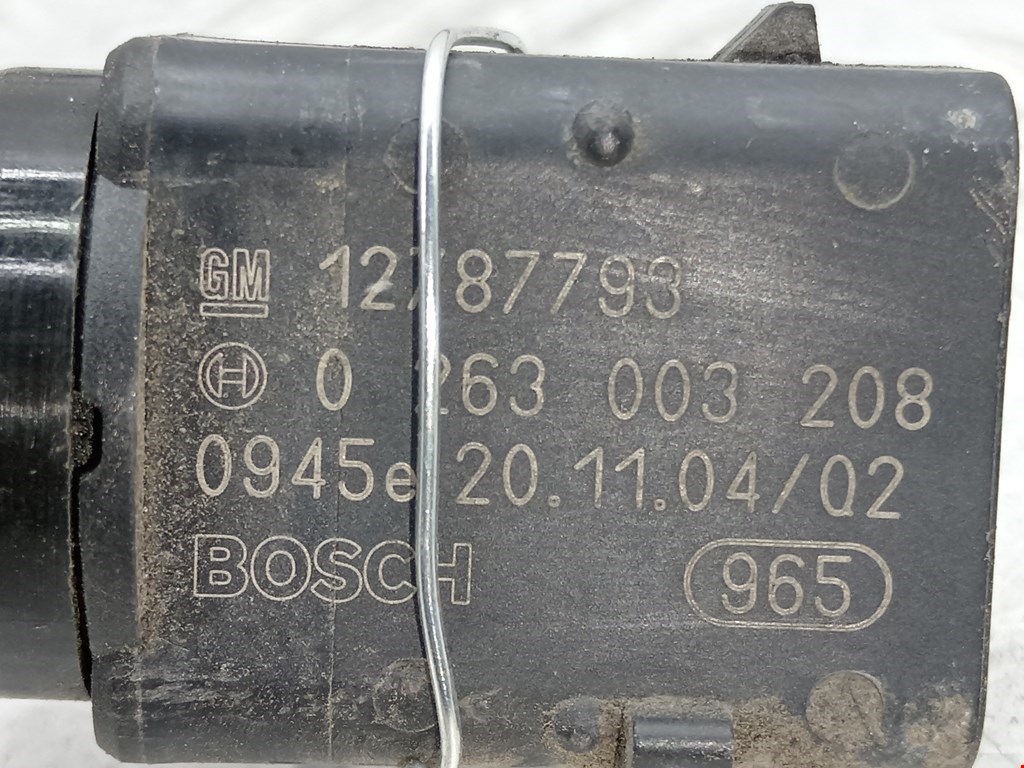 GM 12787793
H 0 263 003 208
0945e 20.11.04/Q2
BOSCH 965